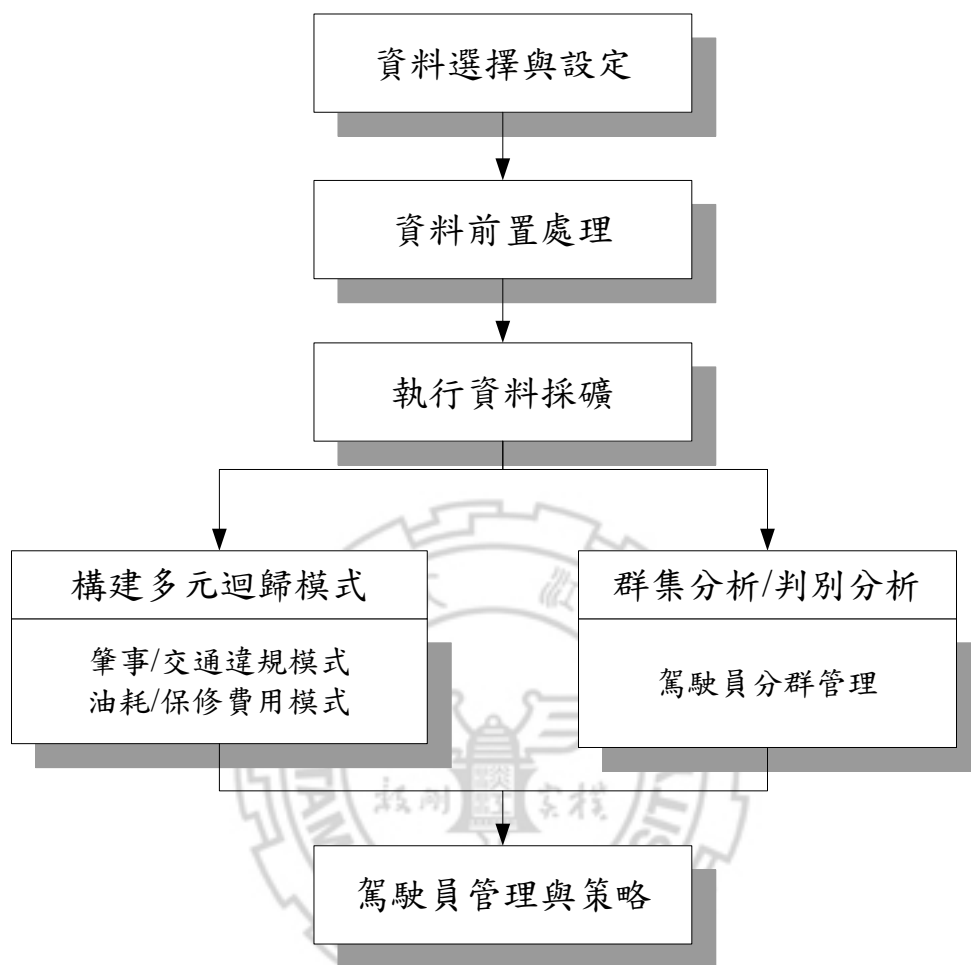 資料選擇與設定
資料前置處理
執行資料採礦
構建多元迴歸模式
肇事/交通違規模式
油耗/保修費用模式
群集分析/判別分析
駕駛員分群管理
駕駛員管理與策略